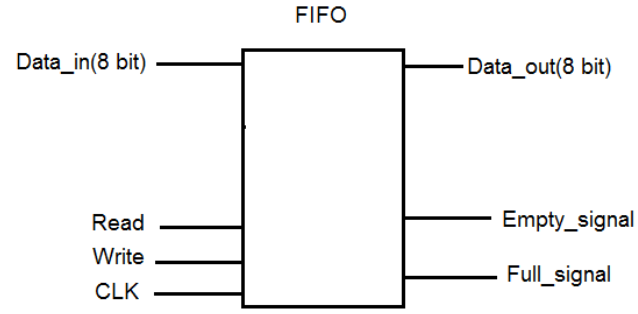 FIFO
Data_in(8 bit)
Data_out(8 bit)
Read
Empty_signal
Write
Full_signal
CLK